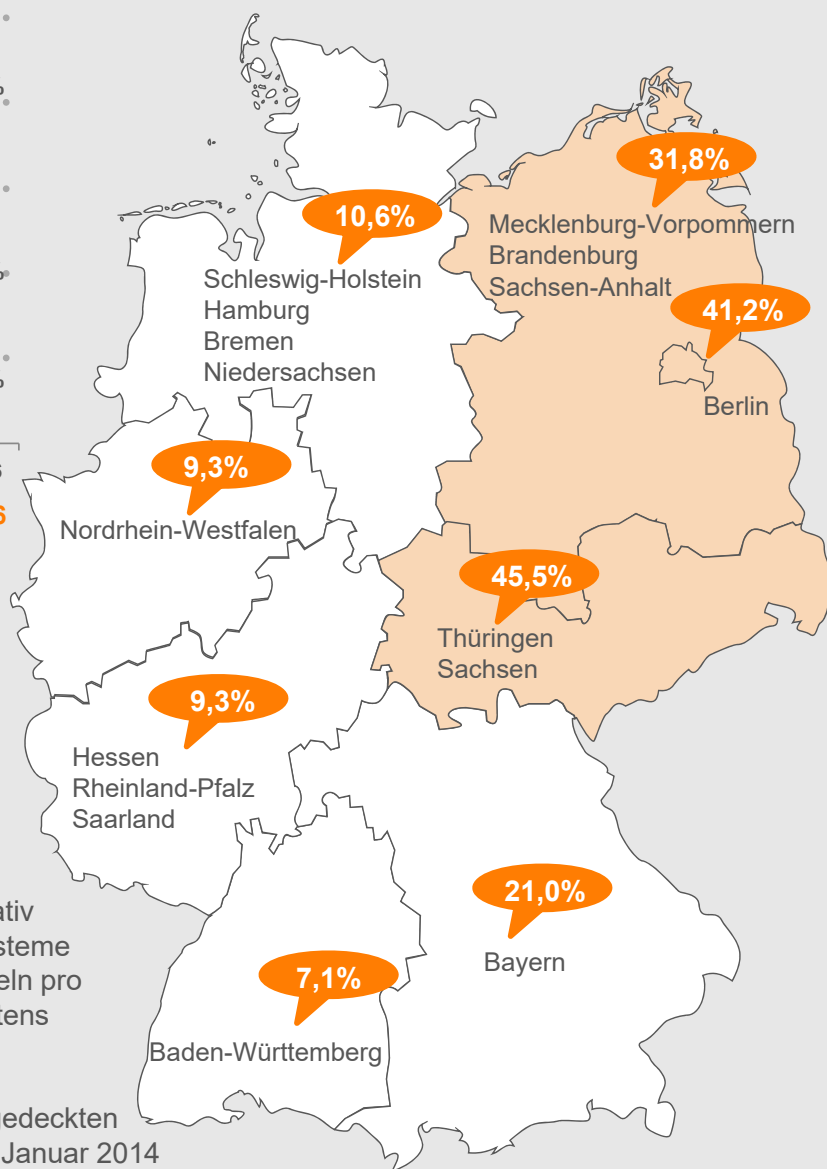 31,8%
10,6%
Mecklenburg-Vorpommern
Brandenburg
Sachsen-Anhalt
Schleswig-Holstein
Hamburg
Bremen
Niedersachsen
41,2%
Berlin
9,3%
Nordrhein-Westfalen
45,5%
Thüringen
Sachsen
9,3%
Hessen
Rheinland-Pfalz
Saarland
21,0%
Bayern
7,1%
Baden-Württemberg
ativ
steme
eln pro
tens
gedeckten
Januar 2014